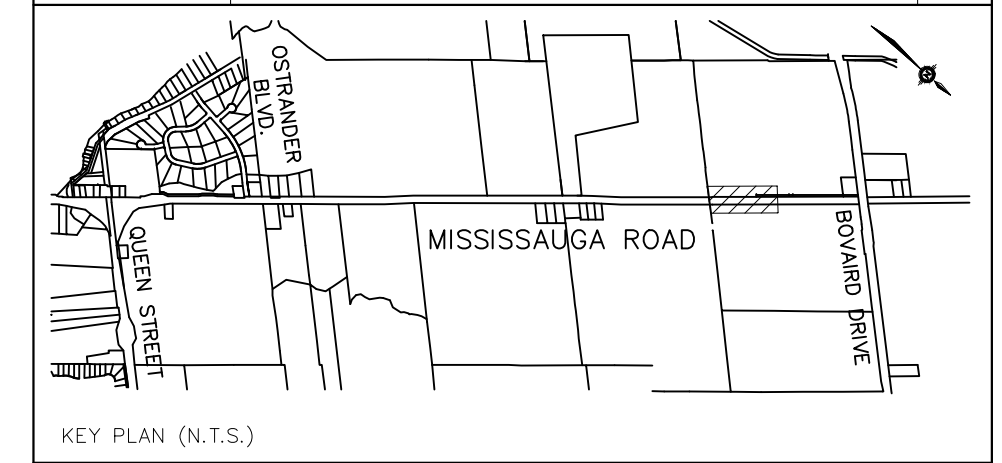 OSTRANDER
BLVD.
MISSISSAUGA ROAD
QUEEN STREET
BOVAIRD DRIVE
KEY PLAN (N.T.S.)